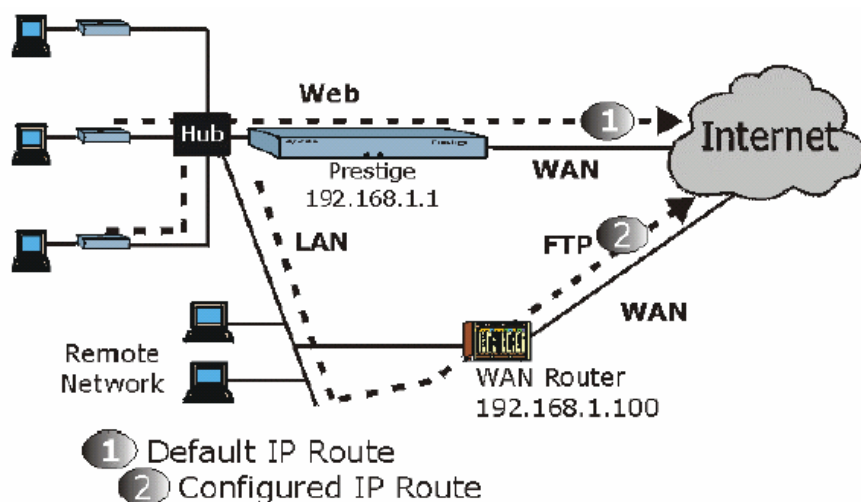 Web
1
Hub
Internet
Prestige
Prestige
192.168.1.1
WAN
LAN
FTP
2
WAN
Remote
Network
WAN Router
192.168.1.100
1 Default IP Route
2 Configured IP Route